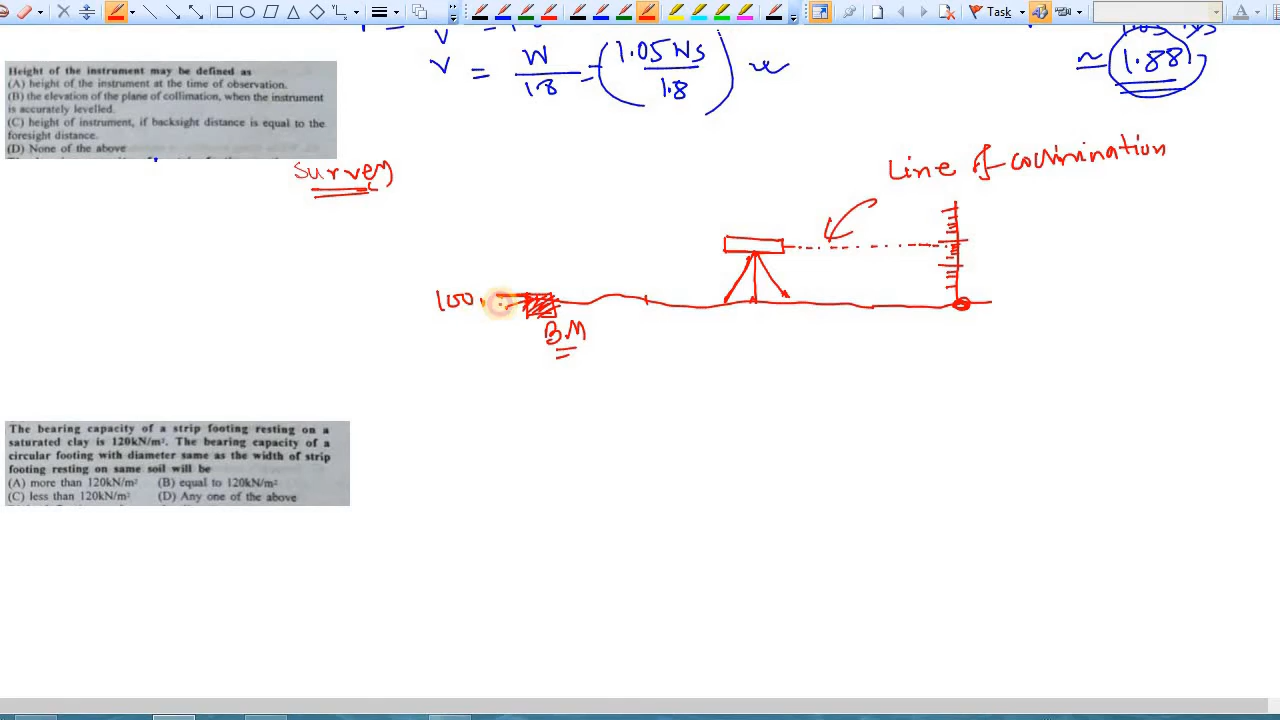 Task
V
V = W / 1.8 = (1.05 Ws / 1.8)
≈ 1.88
Height of the instrument may be defined as
(A) height of the instrument at the time of observation.
(B) the elevation of the plane of collimation, when the instrument
is accurately levelled.
(C) height of instrument, if backsight distance is equal to the
foresight distance.
(D) None of the above
Survey
Line of collimination
100.
BM
The bearing capacity of a strip footing resting on a
saturated clay is 120kN/m². The bearing capacity of a
circular footing with diameter same as the width of strip
footing resting on same soil will be
(A) more than 120kN/m² (B) equal to 120kN/m²
(C) less than 120kN/m² (D) Any one of the above